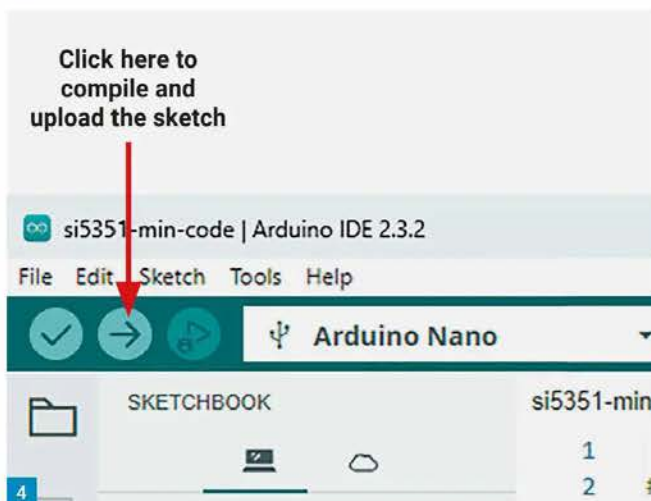 Click here to
compile and
upload the sketch
si5351-min-code | Arduino IDE 2.3.2
File Edit Sketch Tools Help
Arduino Nano
SKETCHBOOK
si5351-min
1
2 #
4